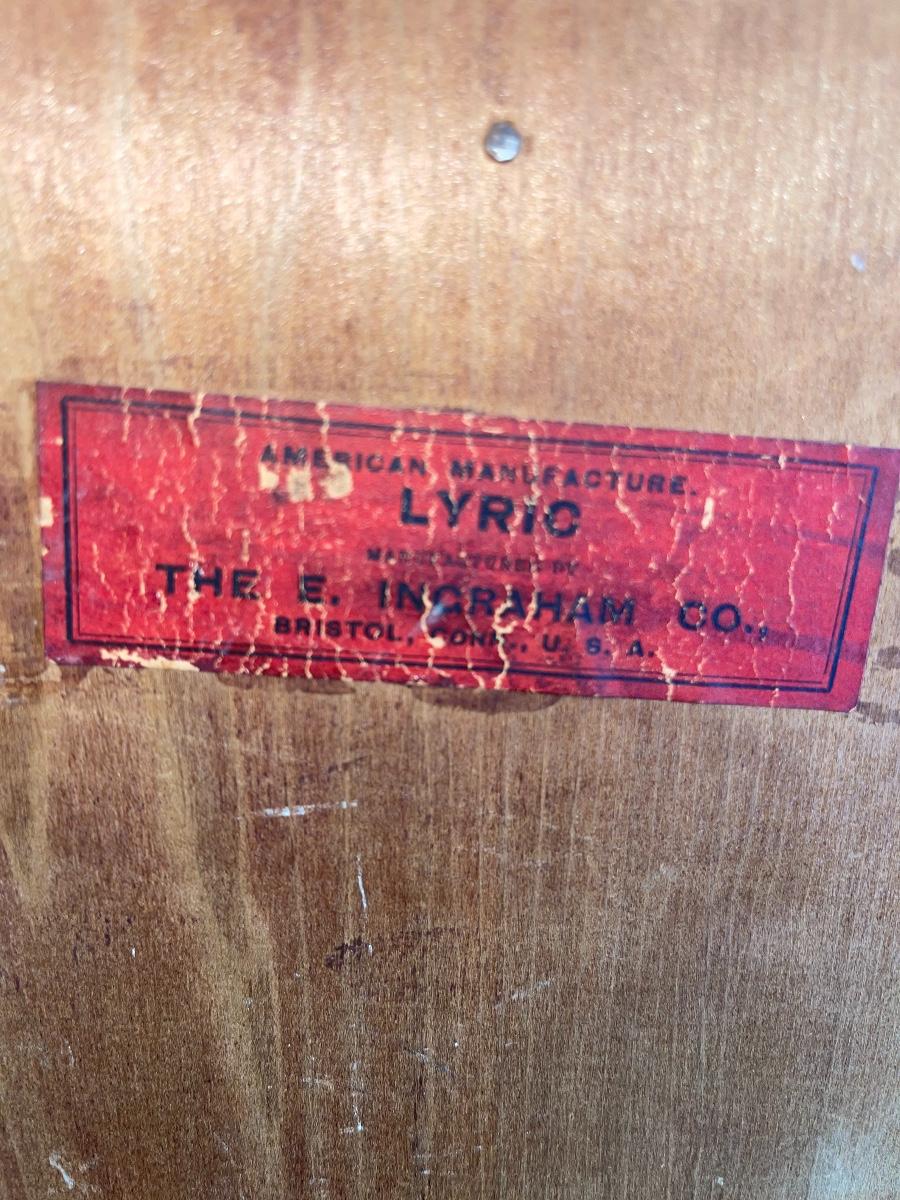 AMERICAN MANUFACTURE.
LYRIC
MANUFACTURED BY
THE E. INGRAHAM CO.,
BRISTOL, CONN., U. S. A.